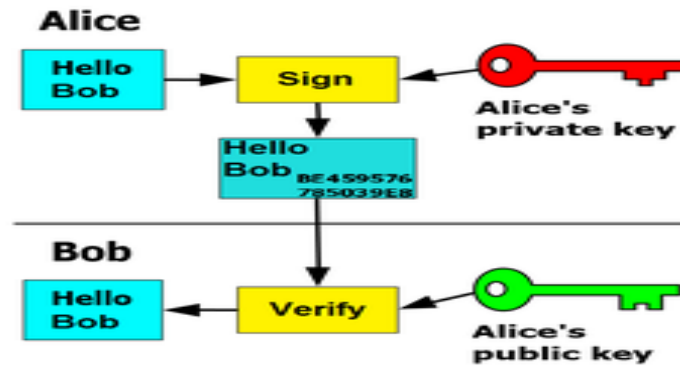 Alice
Hello
Bob
Sign
Alice's
private key
Hello
Bob
BE459576
785039E8
Bob
Hello
Bob
Verify
Alice's
public key